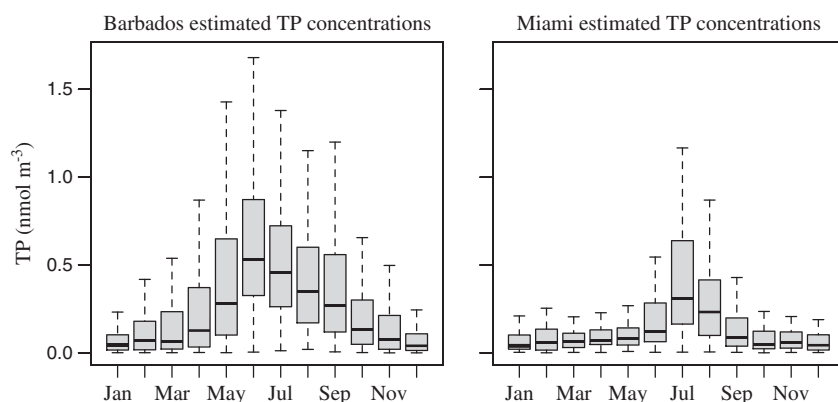 Barbados estimated TP concentrations
Miami estimated TP concentrations
TP (nmol m-3)
1.5
1.0
0.5
0.0
Jan Mar May Jul Sep Nov
Jan Mar May Jul Sep Nov